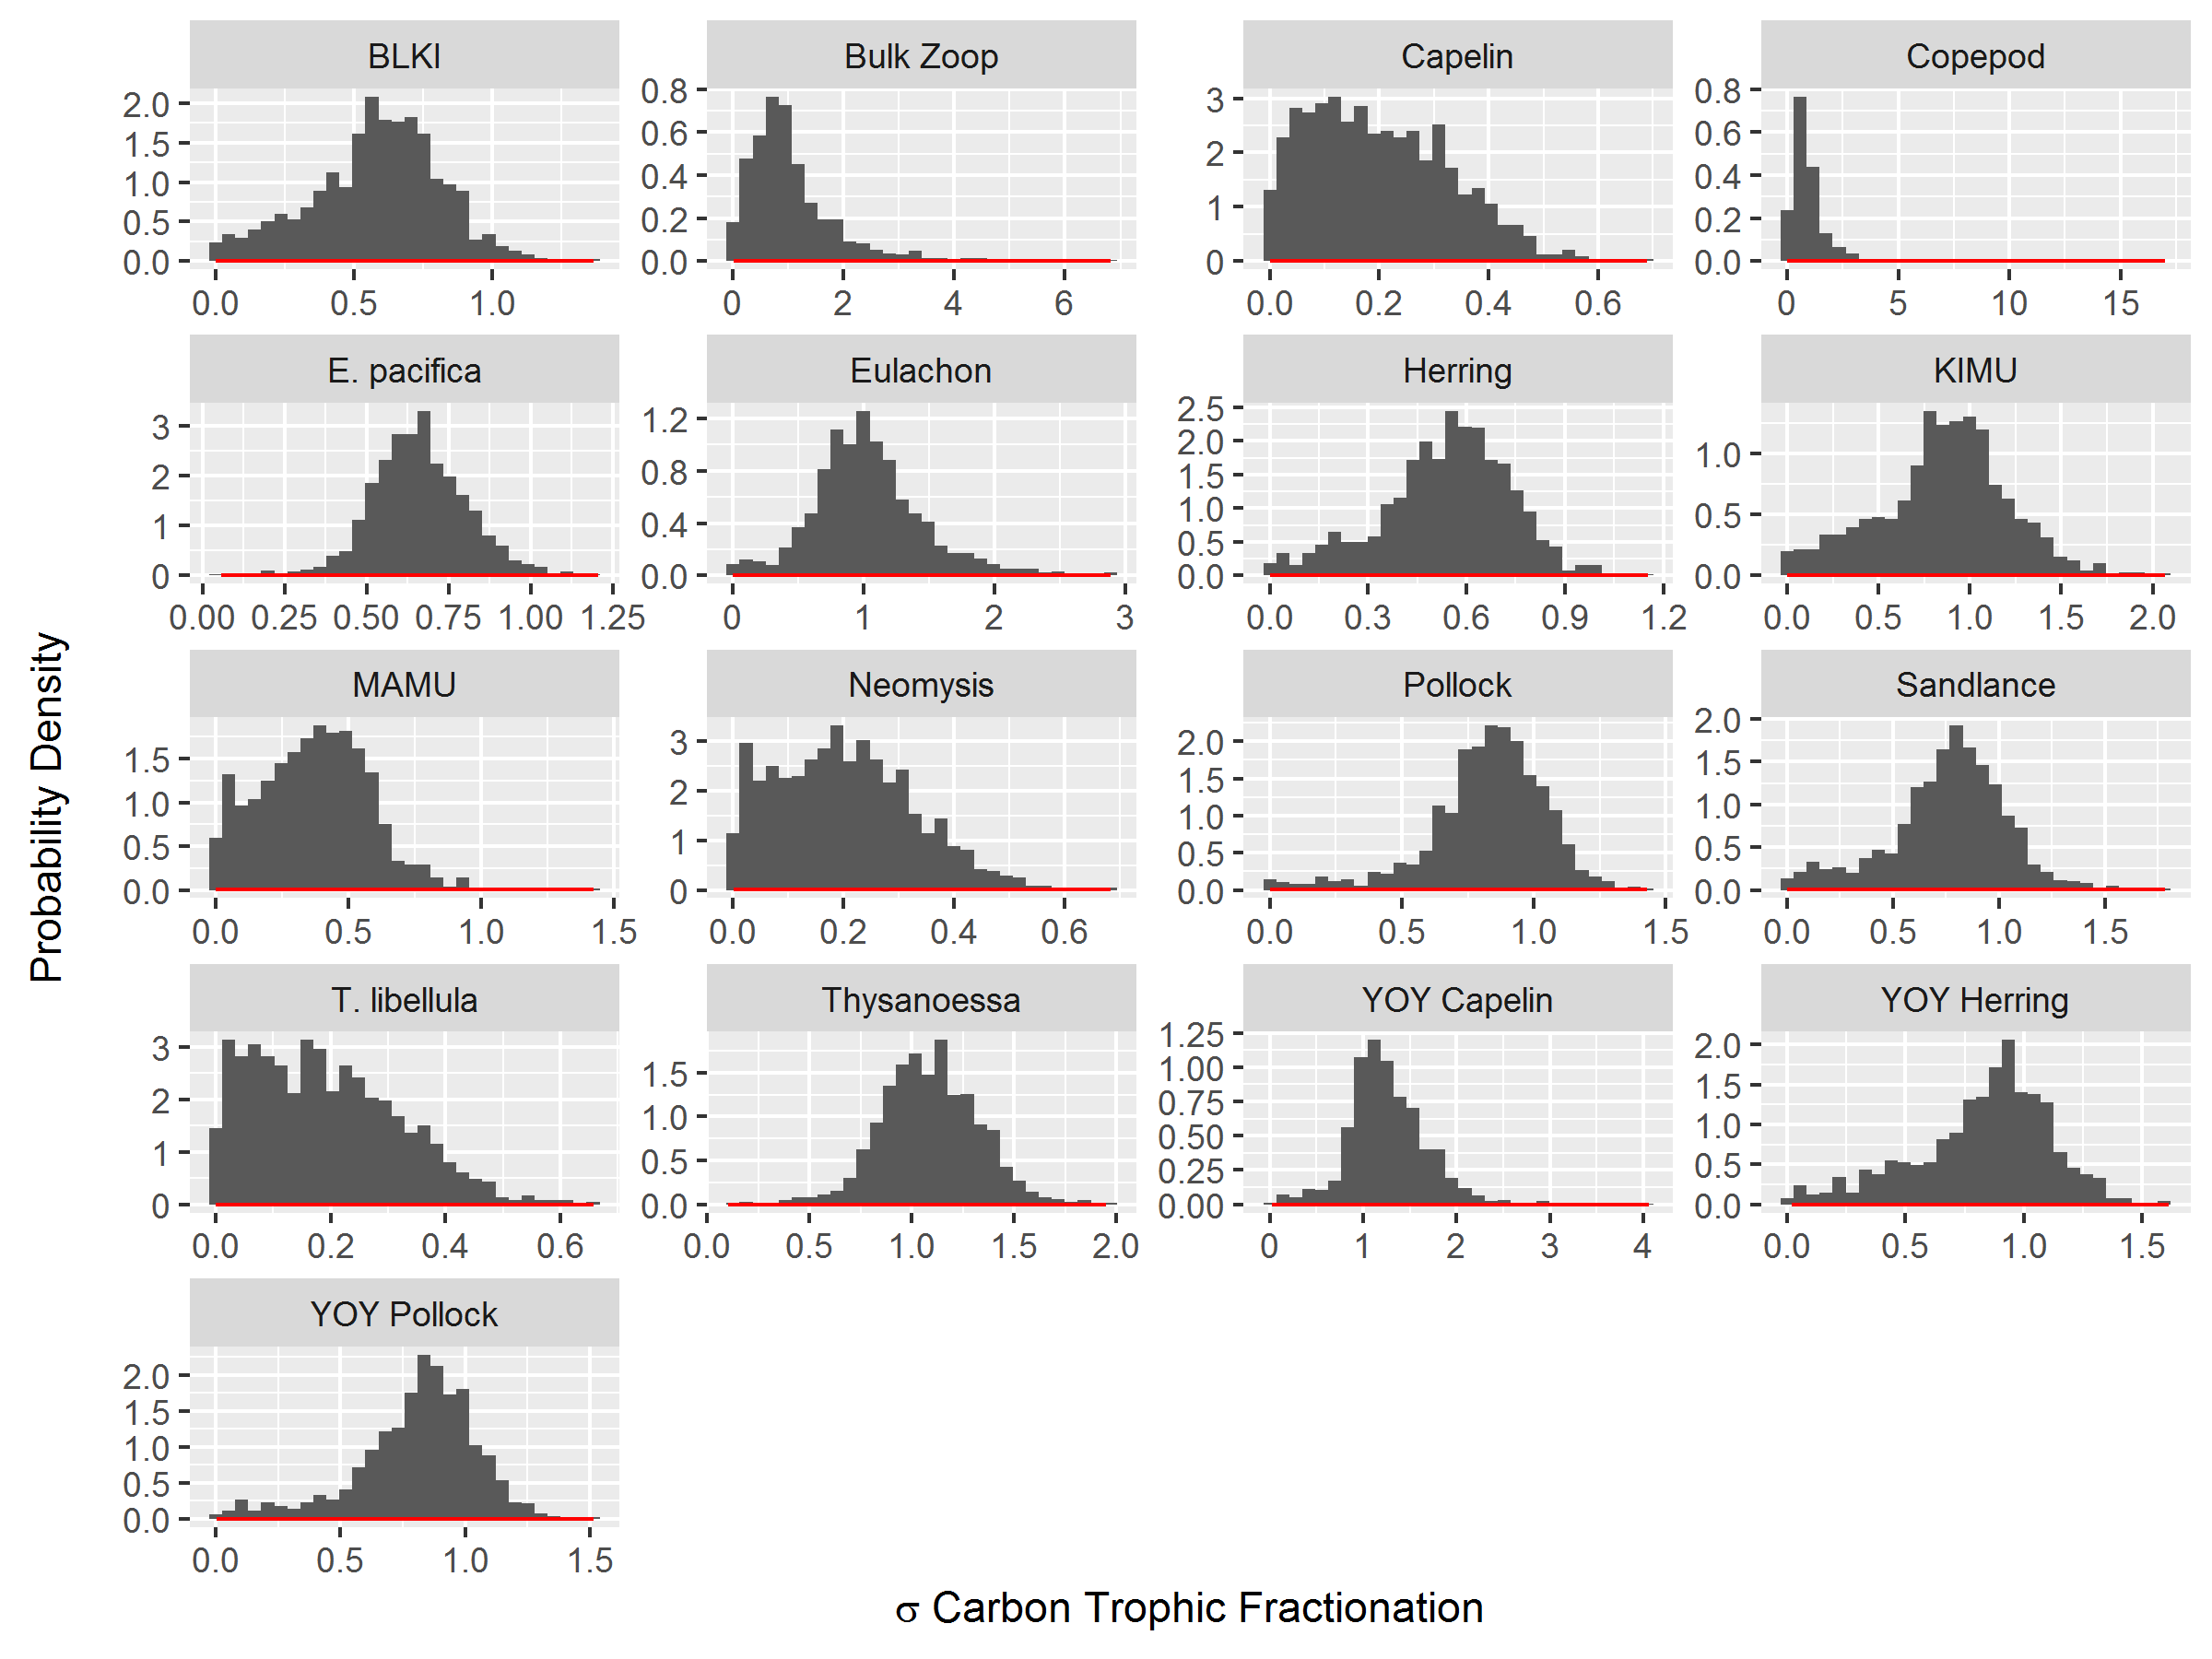 BLKI
Bulk Zoop
Capelin
Copepod
2.0
1.5
1.0
0.5
0.0
0.8
0.6
0.4
0.2
0.0
3
2
1
0
0.8
0.6
0.4
0.2
0.0
0.0 0.5 1.0
0 2 4 6
0.0 0.2 0.4 0.6
0 5 10 15
E. pacifica
Eulachon
Herring
KIMU
3
2
1
0
1.2
0.8
0.4
0.0
2.5
2.0
1.5
1.0
0.5
0.0
1.0
0.5
0.0
0.00 0.25 0.50 0.75 1.00 1.25
0 1 2 3
0.0 0.3 0.6 0.9 1.2
0.0 0.5 1.0 1.5 2.0
Probability Density
MAMU
Neomysis
Pollock
Sandlance
1.5
1.0
0.5
0.0
3
2
1
0
2.0
1.5
1.0
0.5
0.0
2.0
1.5
1.0
0.5
0.0
0.0 0.5 1.0 1.5
0.0 0.2 0.4 0.6
0.0 0.5 1.0 1.5
0.0 0.5 1.0 1.5
T. libellula
Thysanoessa
YOY Capelin
YOY Herring
3
2
1
0
1.5
1.0
0.5
0.0
1.25
1.00
0.75
0.50
0.25
0.00
2.0
1.5
1.0
0.5
0.0
0.0 0.2 0.4 0.6
0.0 0.5 1.0 1.5 2.0
0 1 2 3 4
0.0 0.5 1.0 1.5
YOY Pollock
2.0
1.5
1.0
0.5
0.0
0.0 0.5 1.0 1.5
σ Carbon Trophic Fractionation